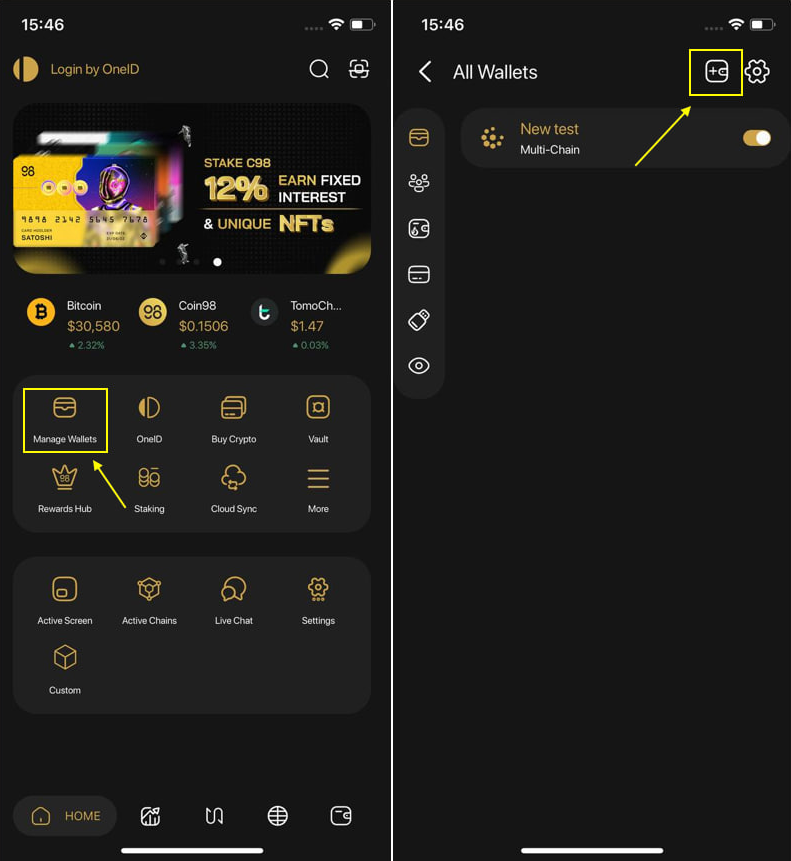 15:46
Login by OneID
98
9898 2142 5645 7678
CARD HOLDER
SATOSHI
STAKE C98
12% EARN FIXED
INTEREST
& UNIQUE NFTs
Bitcoin
$30,580
2.32%
98
Coin98
$0.1506
3.35%
TomoCh...
$1.47
0.03%
Manage Wallets
OneID
Buy Crypto
Vault
98
Rewards Hub
Staking
Cloud Sync
More
Active Screen
Active Chains
Live Chat
Settings
Custom
HOME
15:46
All Wallets
New test
Multi-Chain